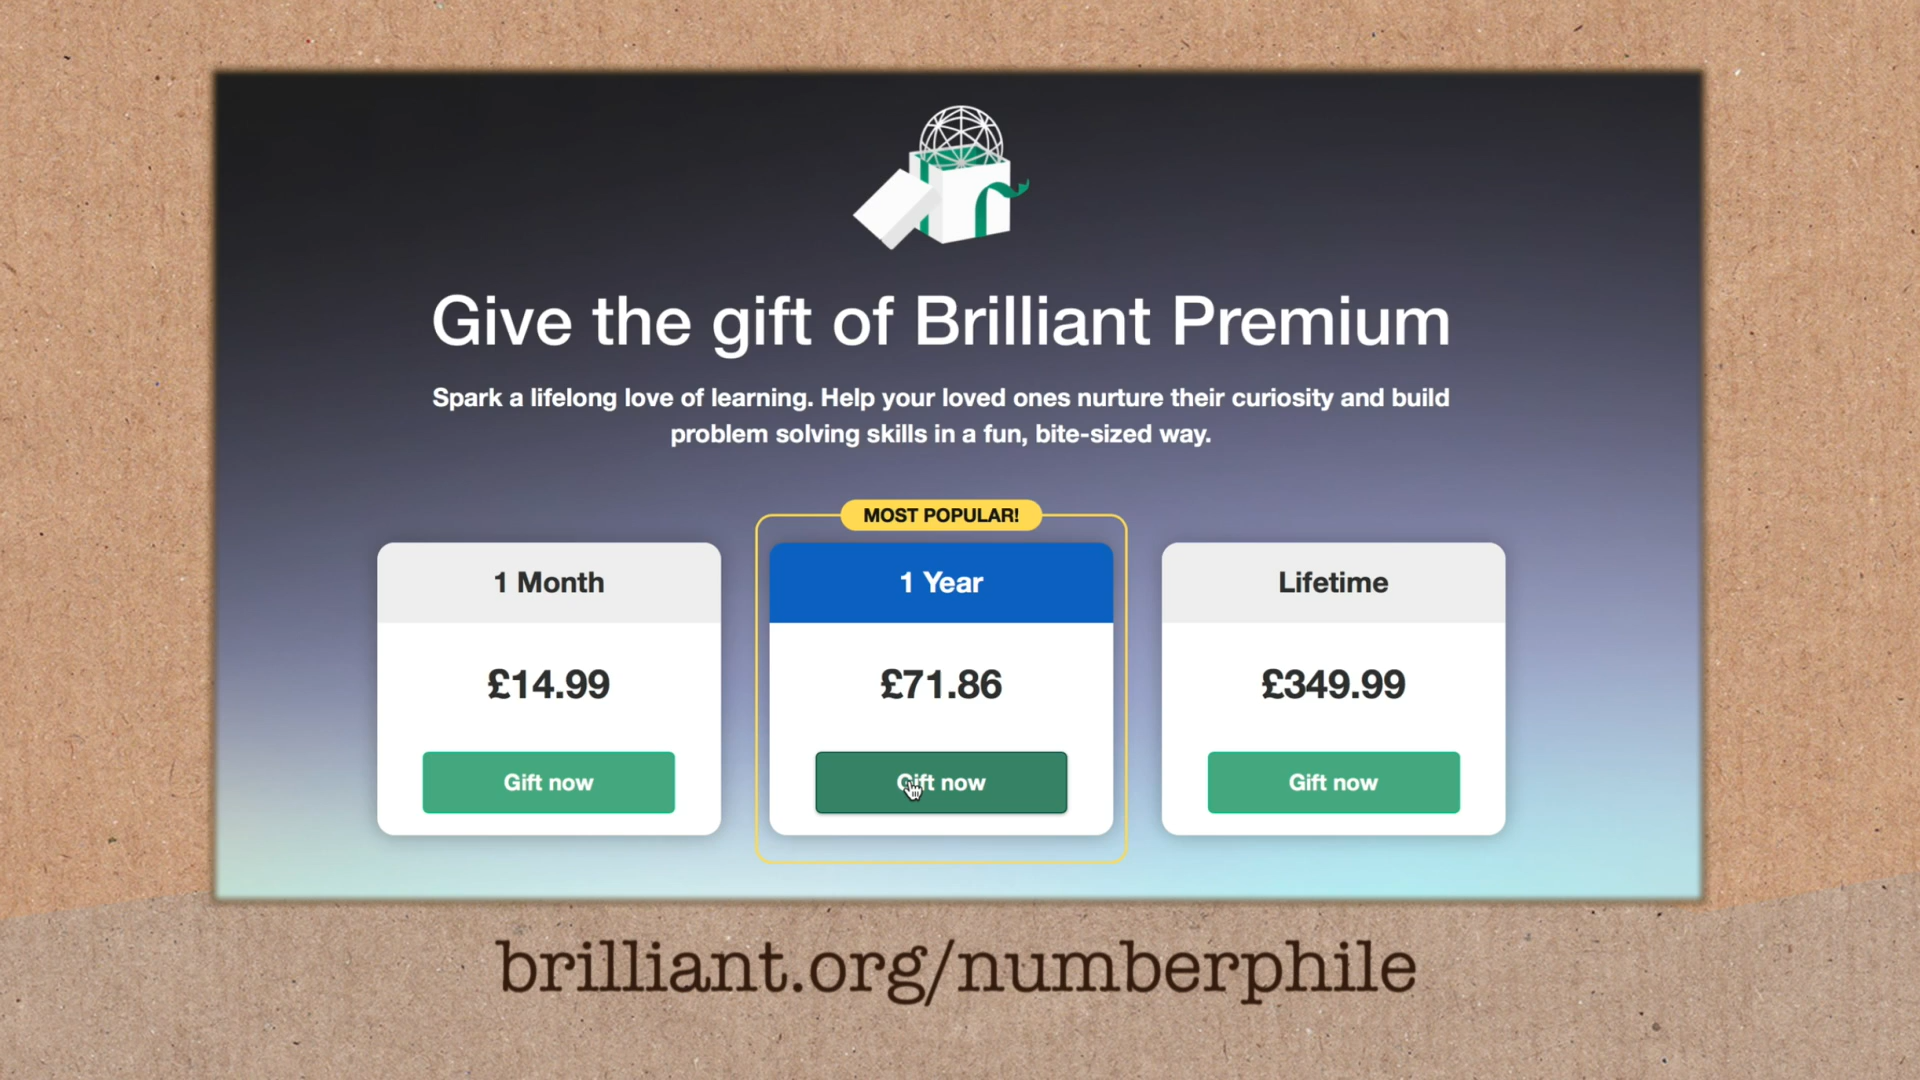 Give the gift of Brilliant Premium
Spark a lifelong love of learning. Help your loved ones nurture their curiosity and build
problem solving skills in a fun, bite-sized way.
MOST POPULAR!
1 Month
£14.99
Gift now
1 Year
£71.86
Gift now
Lifetime
£349.99
Gift now
brilliant.org/numberphile